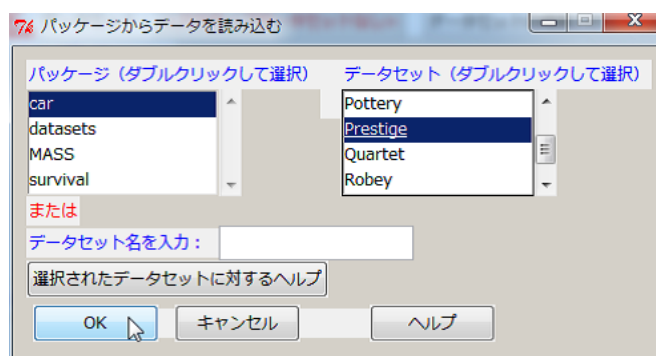 パッケージからデータを読み込む
パッケージ（ダブルクリックして選択）
データセット（ダブルクリックして選択）
car
datasets
MASS
survival
Pottery
Prestige
Quartet
Robey
または
データセット名を入力：
選択されたデータセットに対するヘルプ
OK
キャンセル
ヘルプ